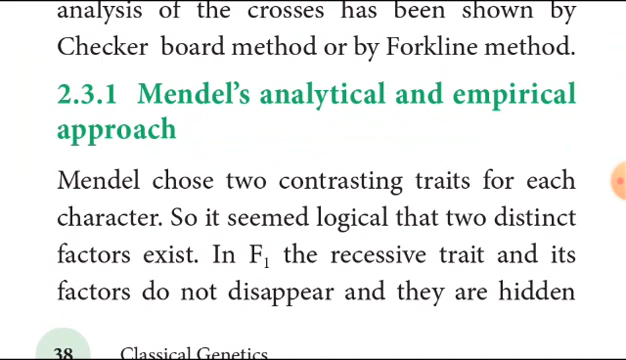 analysis of the crosses has been shown by
Checker board method or by Forkline method.
2.3.1 Mendel's analytical and empirical
approach
Mendel chose two contrasting traits for each
character. So it seemed logical that two distinct
factors exist. In F₁ the recessive trait and its
factors do not disappear and they are hidden
38 Classical Genetics